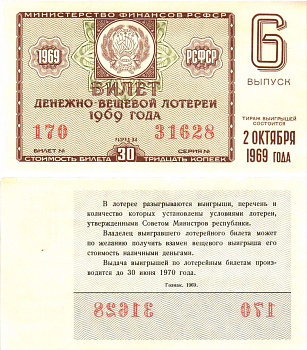 МИНИСТЕРСТВО ФИНАНСОВ РСФСР
6
1969
РСФСР
ВЫПУСК
БИЛЕТ
ДЕНЕЖНО-ВЕЩЕВОЙ ЛОТЕРЕИ
1969 ГОДА
ТИРАЖ ВЫИГРЫШЕЙ
СОСТОИТСЯ
170
РАЗРЯД
31628
2 ОКТЯБРЯ
1969 ГОДА
БИЛЕТ №
30
СЕРИЯ №
СТОИМОСТЬ БИЛЕТА
ТРИДЦАТЬ КОПЕЕК
В лотерее разыгрываются выигрыши, перечень и
количество которых установлены условиями лотереи,
утвержденными Советом Министров республики.
Владелец выигравшего лотерейного билета может
по желанию получить взамен вещевого выигрыша его
стоимость наличными деньгами.
Выдача выигрышей по лотерейным билетам произ-
водится до 30 июня 1970 года.
Гознак. 1969.
31628
170